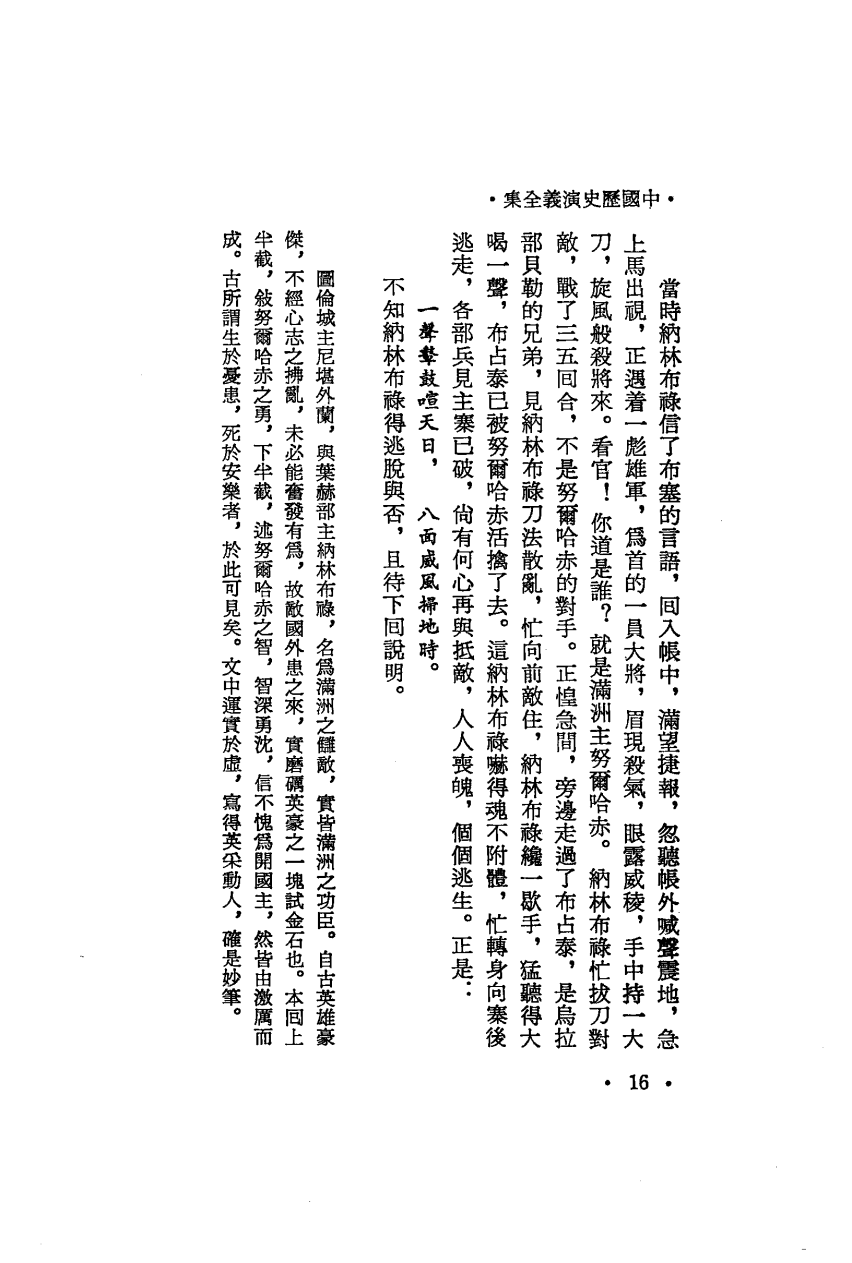 •中國歷史演義全集•
當時納林布祿信了布塞的言語，回入帳中，滿望捷報，忽聽帳外喊聲震地，急
上馬出視，正遇着一彪雄軍，爲首的一員大將，眉現殺氣，眼露威稜，手中持一大
刀，旋風般殺將來。看官！你道是誰？就是滿洲主努爾哈赤。納林布祿忙拔刀對
敵，戰了三五回合，不是努爾哈赤的對手。正惶急間，旁邊走過了布占泰，是烏拉
部貝勒的兄弟，見納林布祿刀法散亂，忙向前敵住，納林布祿纔一歇手，猛聽得大
喝一聲，布占泰已被努爾哈赤活擒了去。這納林布祿嚇得魂不附體，忙轉身向寨後
逃走，各部兵見主寨已破，尙有何心再與抵敵，人人喪魄，個個逃生。正是：
一聲鼙鼓喧天日，　八面威風掃地時。
不知納林布祿得逃脫與否，且待下回說明。
圖倫城主尼堪外蘭，與葉赫部主納林布祿，名爲滿洲之讎敵，實皆滿洲之功臣。自古英雄豪
傑，不經心志之拂亂，未必能奮發有爲，故敵國外患之來，實磨礪英豪之一塊試金石也。本回上
半截，敍努爾哈赤之勇，下半截，述努爾哈赤之智，智深勇沈，信不愧爲開國主，然皆由激厲而
成。古所謂生於憂患，死於安樂者，於此可見矣。文中運實於虛，寫得英采動人，確是妙筆。
•16•